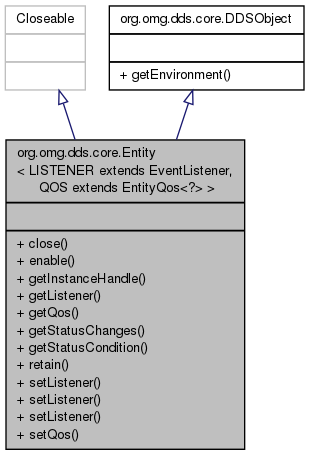 Closeable
org.omg.dds.core.DDSObject
+ getEnvironment()
org.omg.dds.core.Entity
< LISTENER extends EventListener,
QOS extends EntityQos<?> >
+ close()
+ enable()
+ getInstanceHandle()
+ getListener()
+ getQos()
+ getStatusChanges()
+ getStatusCondition()
+ retain()
+ setListener()
+ setListener()
+ setListener()
+ setQos()